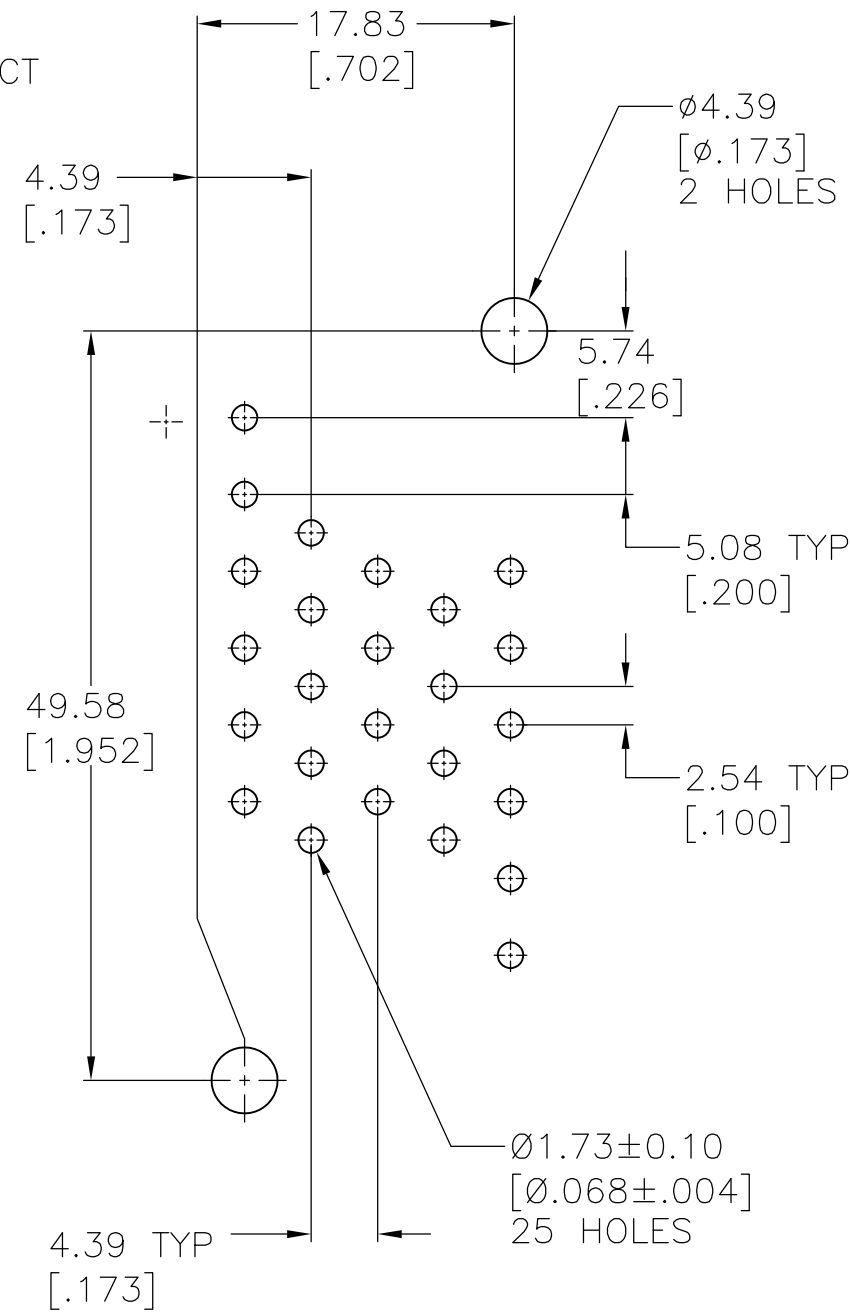 17.83
[.702]
CT
ø4.39
[ø.173]
2 HOLES
4.39
[.173]
5.74
[.226]
5.08 TYP
[.200]
49.58
[1.952]
2.54 TYP
[.100]
Ø1.73±0.10
[Ø.068±.004]
25 HOLES
4.39 TYP
[.173]